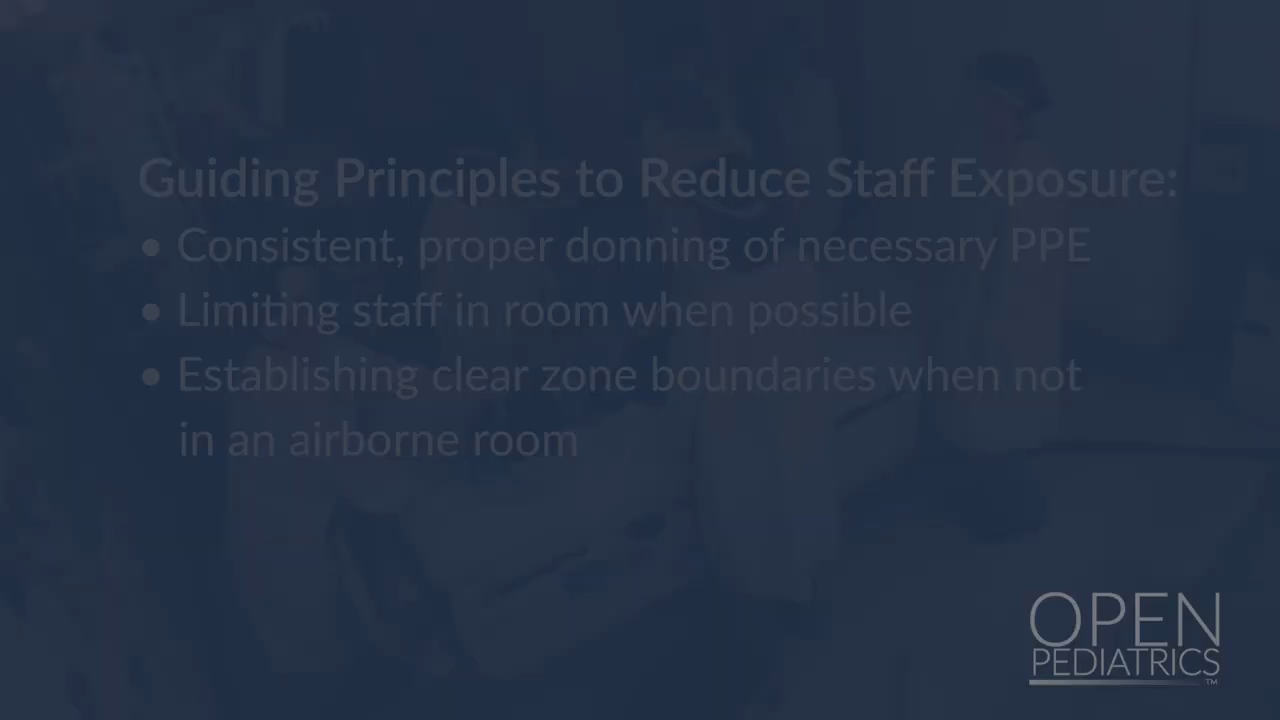 Guiding Principles to Reduce Staff Exposure:
• Consistent, proper donning of necessary PPE
• Limiting staff in room when possible
• Establishing clear zone boundaries when not
in an airborne room
OPEN
PEDIATRICS
™